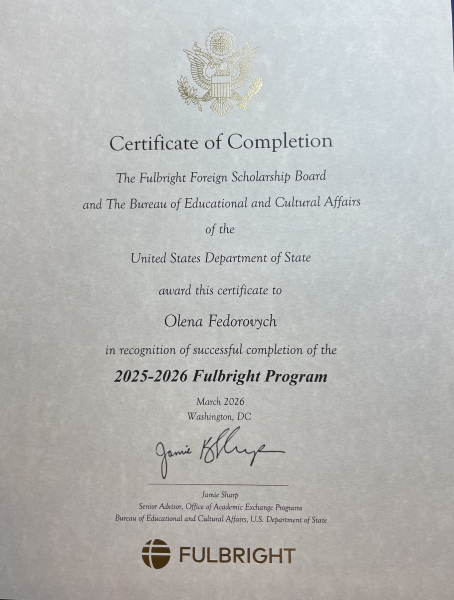 Certificate of Completion
The Fulbright Foreign Scholarship Board
and The Bureau of Educational and Cultural Affairs
of the
United States Department of State
award this certificate to
Olena Fedorovych
in recognition of successful completion of the
2025-2026 Fulbright Program
March 2026
Washington, DC
Jamie Sharp
Senior Advisor, Office of Academic Exchange Programs
Bureau of Educational and Cultural Affairs, U.S. Department of State
FULBRIGHT